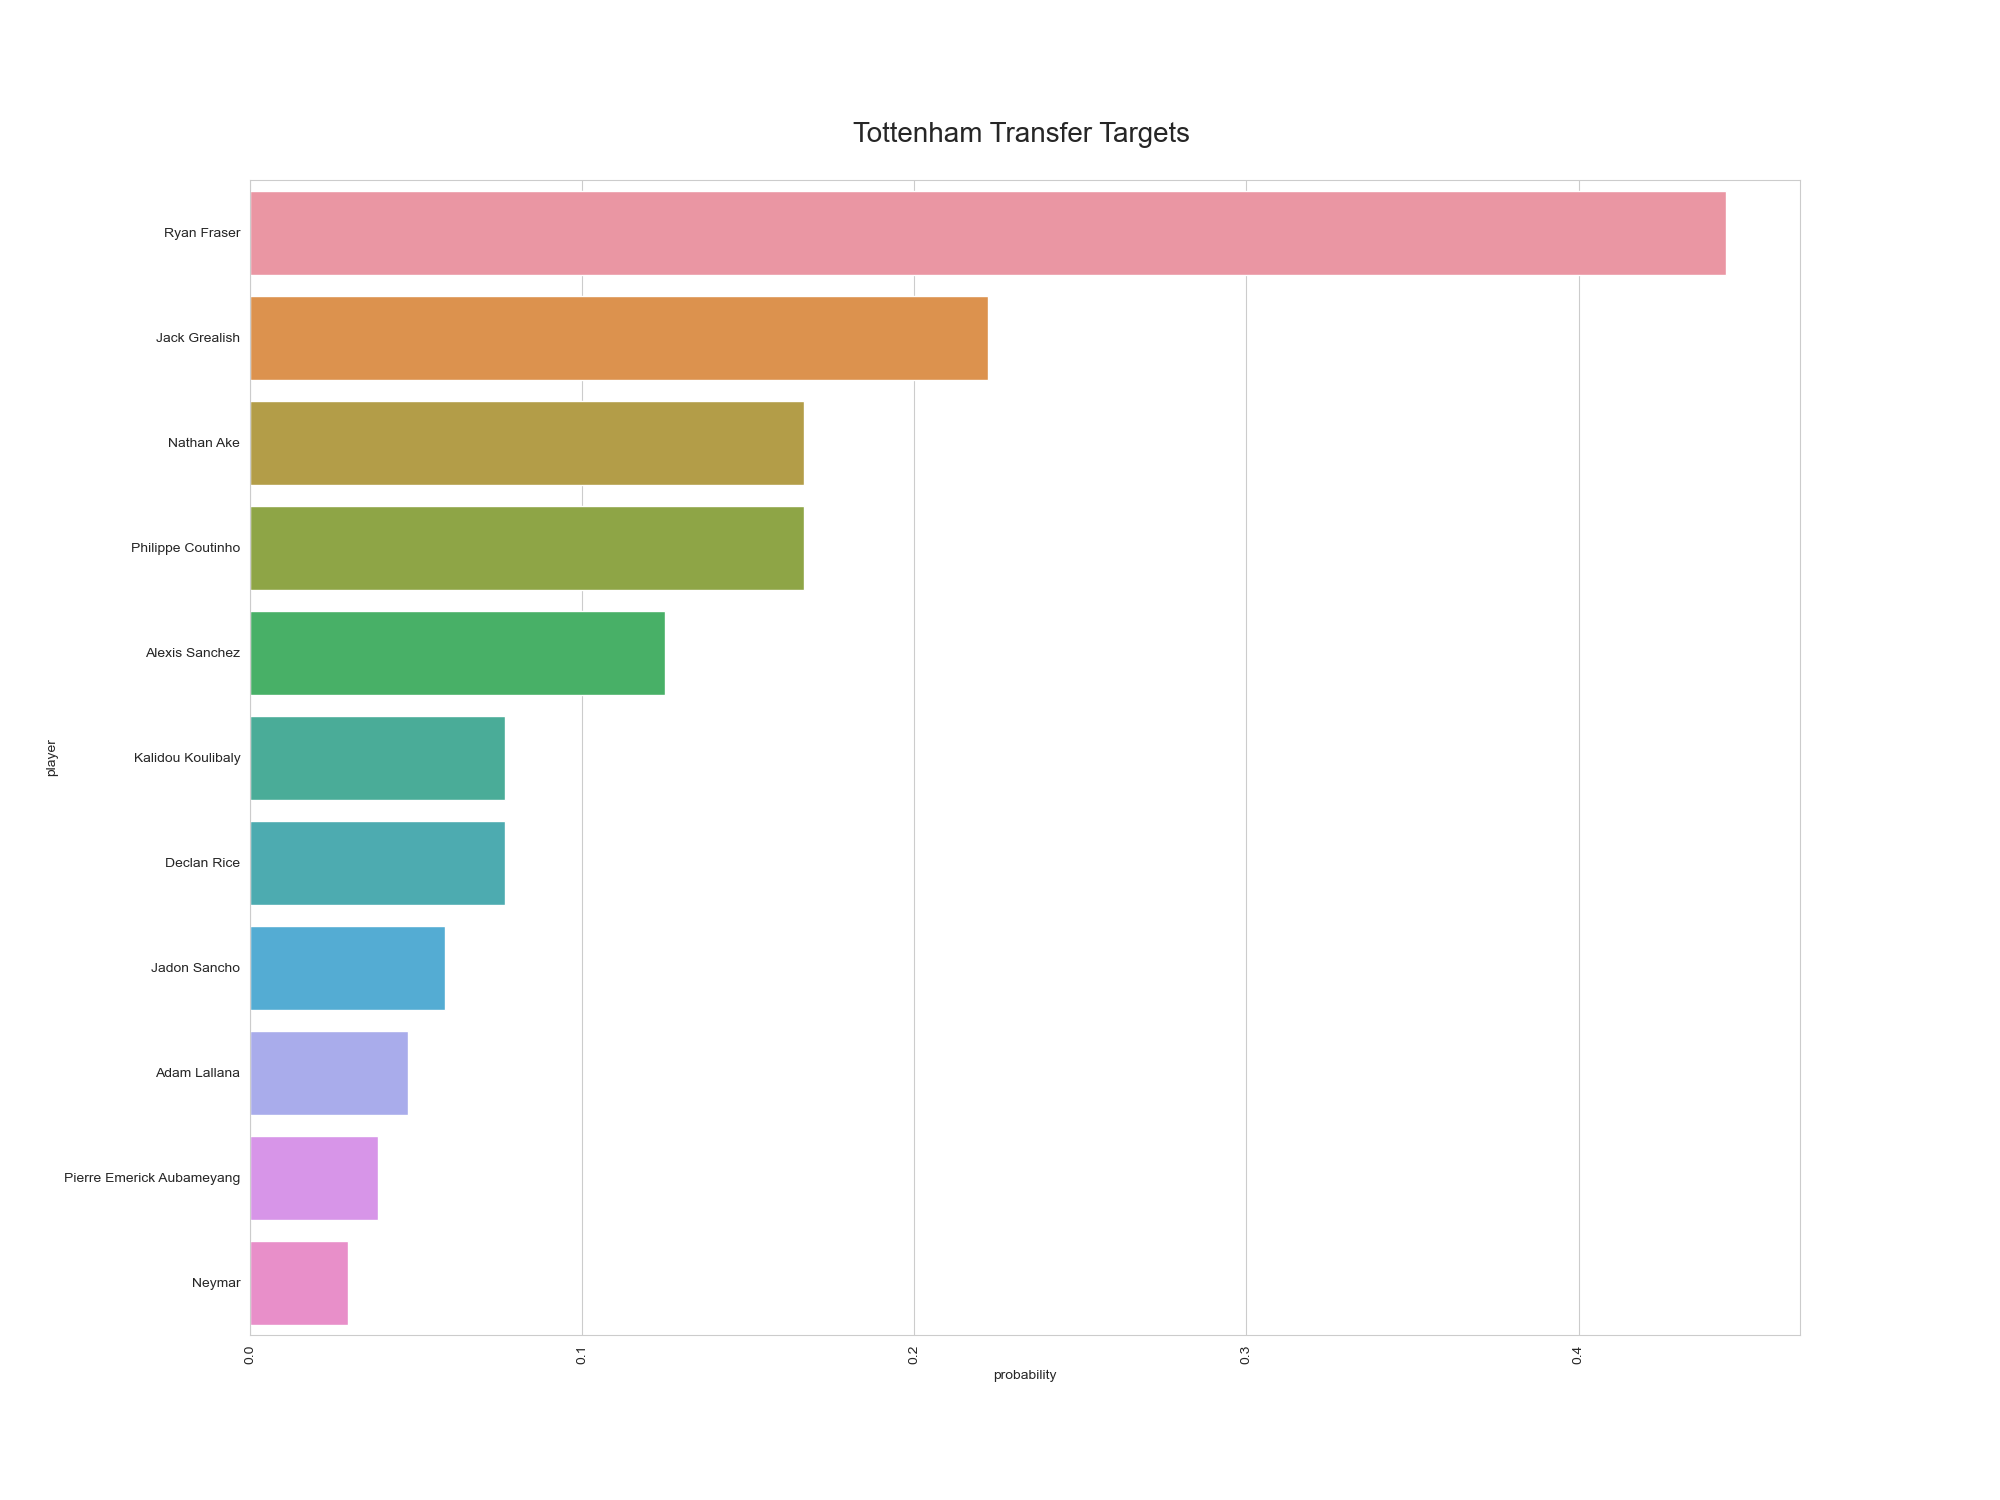 Tottenham Transfer Targets
Ryan Fraser
Jack Grealish
Nathan Ake
Philippe Coutinho
Alexis Sanchez
Kalidou Koulibaly
Declan Rice
Jadon Sancho
Adam Lallana
Pierre Emerick Aubameyang
Neymar
player
0.0
0.1
0.2
0.3
0.4
probability